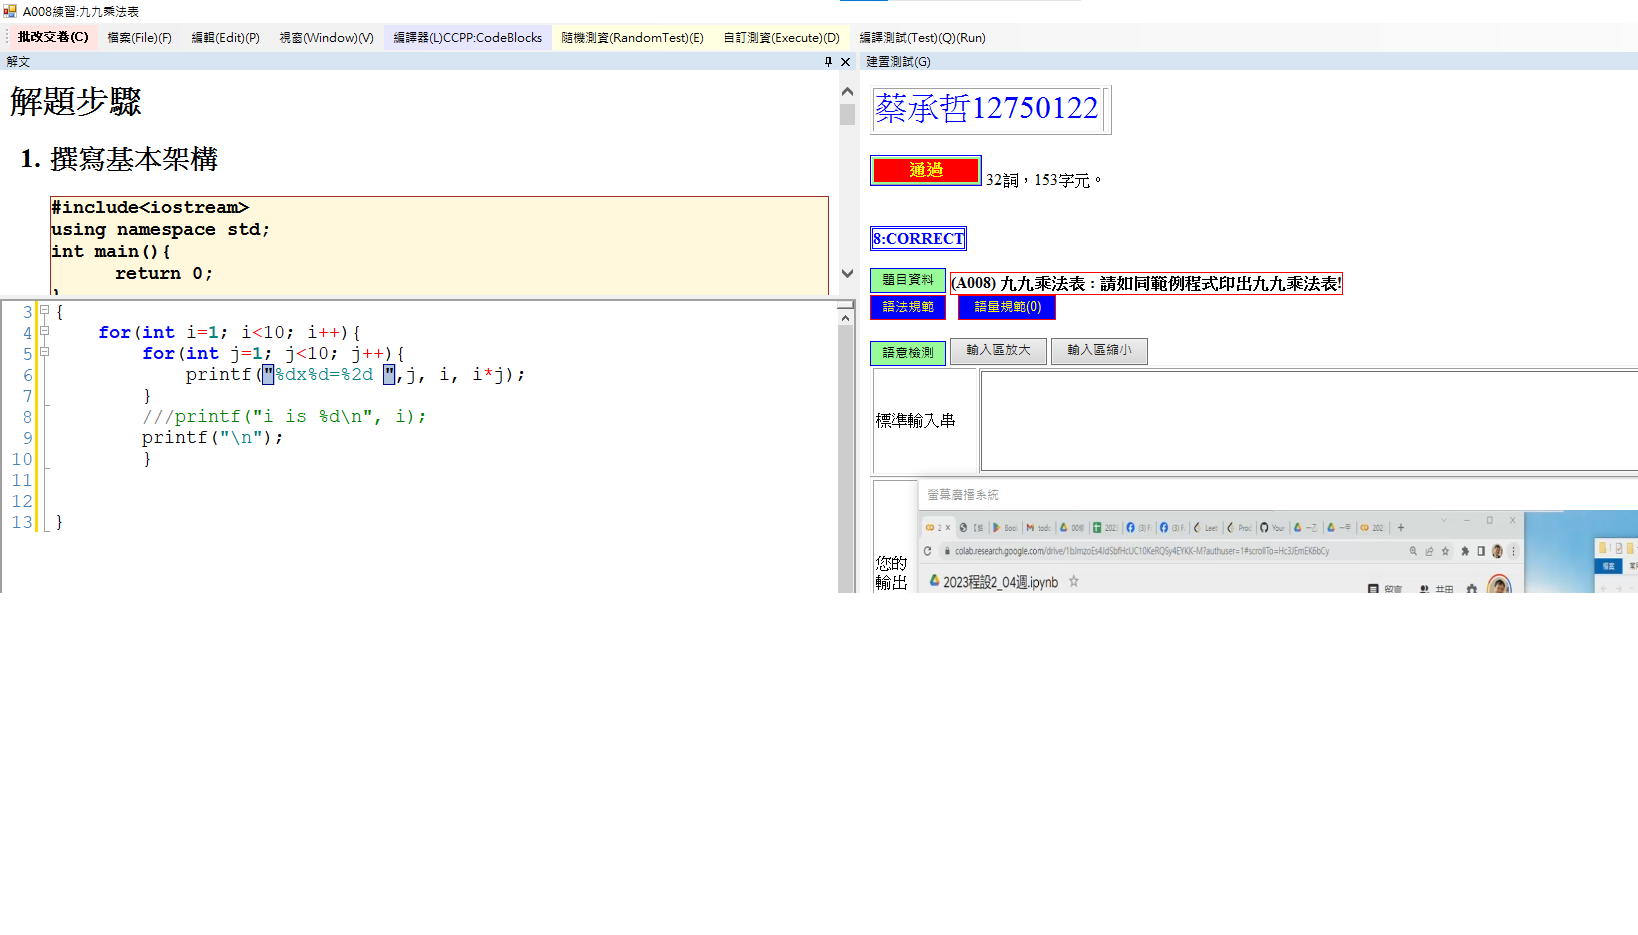 A008練習:九九乘法表
批改交卷(C) 檔案(File)(F) 編輯(Edit)(P) 視窗(Window)(V) 編譯器(L)CCPP:CodeBlocks 隨機測資(RandomTest)(E) 自訂測資(Execute)(D) 編譯測試(Test)(Q)(Run)
解文
解題步驟
1. 撰寫基本架構
#include<iostream>
using namespace std;
int main(){
return 0;
3 {
4 for(int i=1; i<10; i++){
5 for(int j=1; j<10; j++){
6 printf("%dx%d=%2d ",j, i, i*j);
7 }
8 ///printf("i is %d\n", i);
9 printf("\n");
10 }
11
12
13 }
建置測試(G)
蔡承哲12750122
通過 32詞，153字元。
8:CORRECT
題目資料 (A008) 九九乘法表 : 請如同範例程式印出九九乘法表!
語法規範 語量規範(0)
語意檢測 輸入區放大 輸入區縮小
標準輸入串
您的
輸出
螢幕廣播系統
colab.research.google.com/drive/
2023程設2_04週.ipynb
留言 共用
檔案